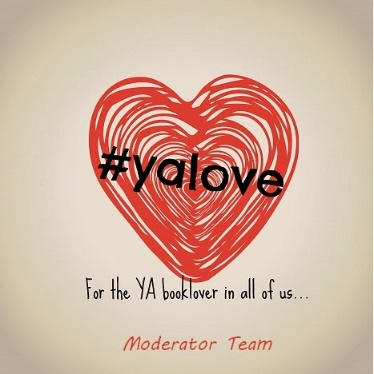 #yalove
For the YA booklover in all of us...
Moderator Team